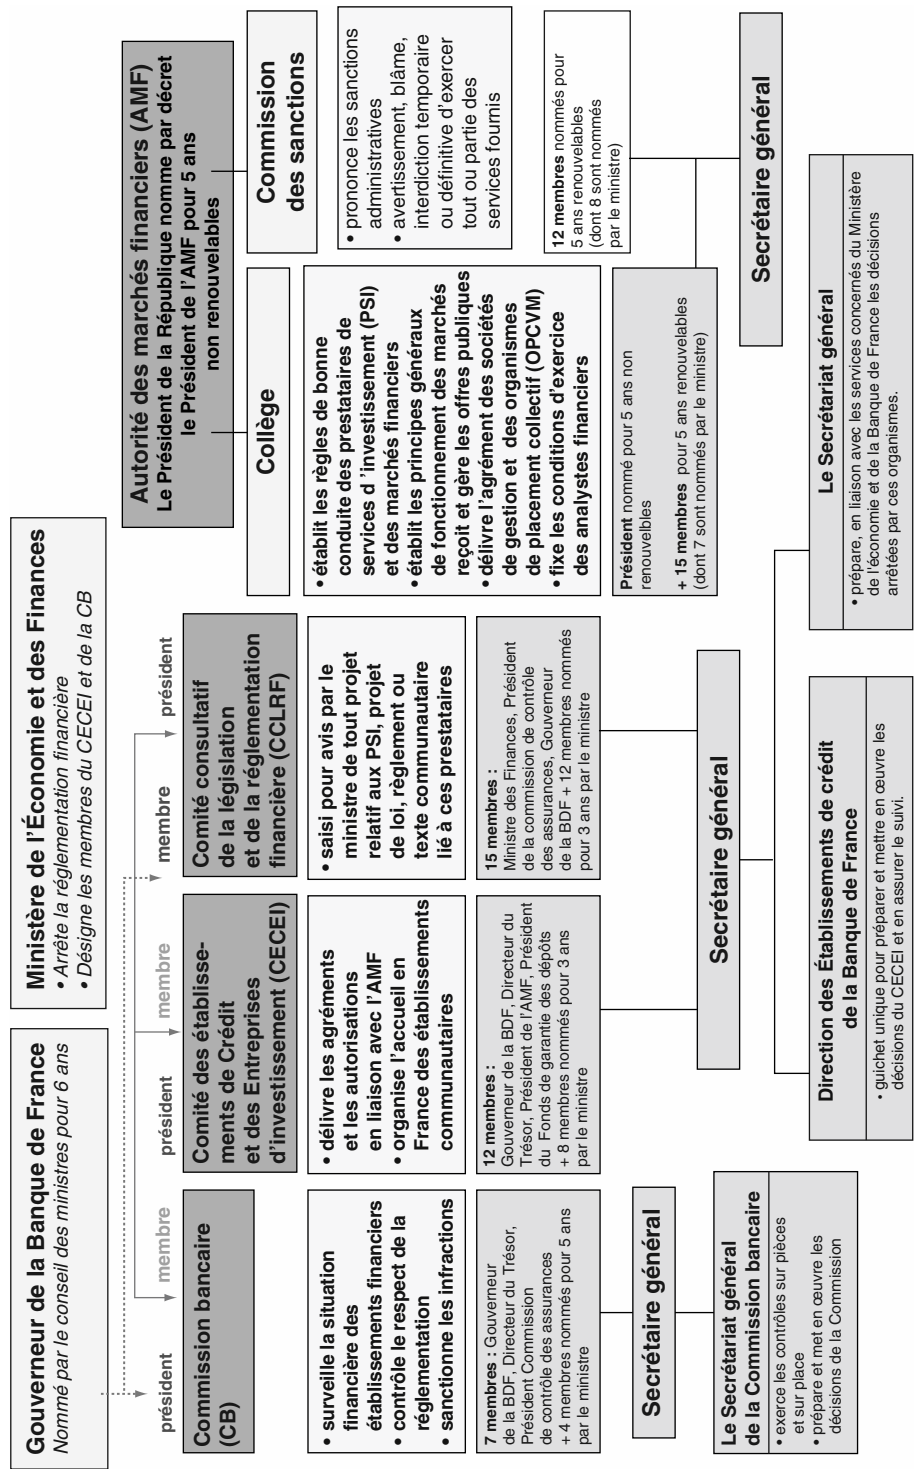 Gouverneur de la Banque de France
Nommé par le conseil des ministres pour 6 ans
Ministère de l'Économie et des Finances
• Arrête la réglementation financière
• Désigne les membres du CECEI et de la CB
président
membre
président
membre
membre
président
Commission bancaire
(CB)
• surveille la situation
financière des
établissements financiers
• contrôle le respect de la
réglementation
• sanctionne les infractions
7 membres : Gouverneur
de la BDF, Directeur du Trésor,
Président Commission
de contrôle des assurances
+ 4 membres nommés pour 5 ans
par le ministre
Secrétaire général
Le Sécrétariat général
de la Commission bancaire
• exerce les contrôles sur pièces
et sur place
• prépare et met en œuvre les
décisions de la Commission
Comité des établisse-
ments de Crédit
et des Entreprises
d'investissement (CECEI)
• délivre les agréments
et les autorisations
en liaison avec l'AMF
• organise l'accueil en
France des établissements
communautaires
12 membres :
Gouverneur de la BDF, Directeur du
Trésor, Président de l'AMF, Président
du Fonds de garantie des dépôts
+ 8 membres nommés pour 3 ans
par le ministre
Comité consultatif
de la législation
et de la réglementation
financière (CCLRF)
• saisi pour avis par le
ministre de tout projet
relatif aux PSI, projet
de loi, règlement ou
texte communautaire
lié à ces prestataires
15 membres :
Ministre des Finances, Président
de la commission de contrôle
des assurances, Gouverneur
de la BDF + 12 membres nommés
pour 3 ans par le ministre
Secrétaire général
Direction des Établissements de crédit
de la Banque de France
• guichet unique pour préparer et mettre en œuvre les
décisions du CECEI et en assurer le suivi.
Le Sécrétariat général
• prépare, en liaison avec les services concernés du Ministère
de l'économie et de la Banque de France les décisions
arrêtées par ces organismes.
Autorité des marchés financiers (AMF)
Le Président de la République nomme par décret
le Président de l'AMF pour 5 ans
non renouvelables
Collège
• établit les règles de bonne
conduite des prestataires de
services d 'investissement (PSI)
et des marchés financiers
• établit les principes généraux
de fonctionnement des marchés
reçoit et gère les offres publiques
• délivre l'agrément des sociétés
de gestion et des organismes
de placement collectif (OPCVM)
• fixe les conditions d'exercice
des analystes financiers
Président nommé pour 5 ans non
renouvelbles
+ 15 membres pour 5 ans renouvelables
(dont 7 sont nommés par le ministre)
Commission
des sanctions
• prononce les sanctions
administratives
• avertissement, blâme,
interdiction temporaire
ou définitive d'exercer
tout ou partie des
services fournis
12 membres nommés pour
5 ans renouvelables
(dont 8 sont nommés
par le ministre)
Secrétaire général